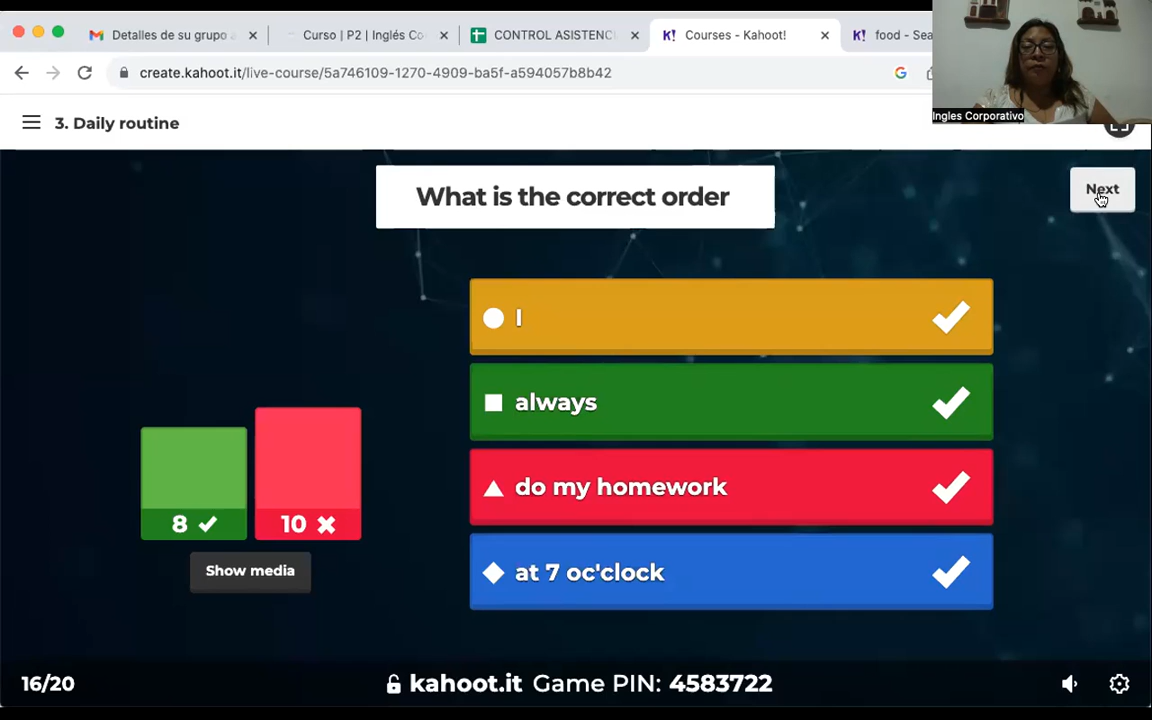 Detalles de su grupo
Curso | P2 | Inglés Co
CONTROL ASISTENC
Courses - Kahoot!
food - Sea
create.kahoot.it/live-course/5a746109-1270-4909-ba5f-a594057b8b42
Ingles Corporativo
3. Daily routine
What is the correct order
Next
I
always
do my homework
at 7 oc'clock
8
10
Show media
16/20
kahoot.it Game PIN: 4583722